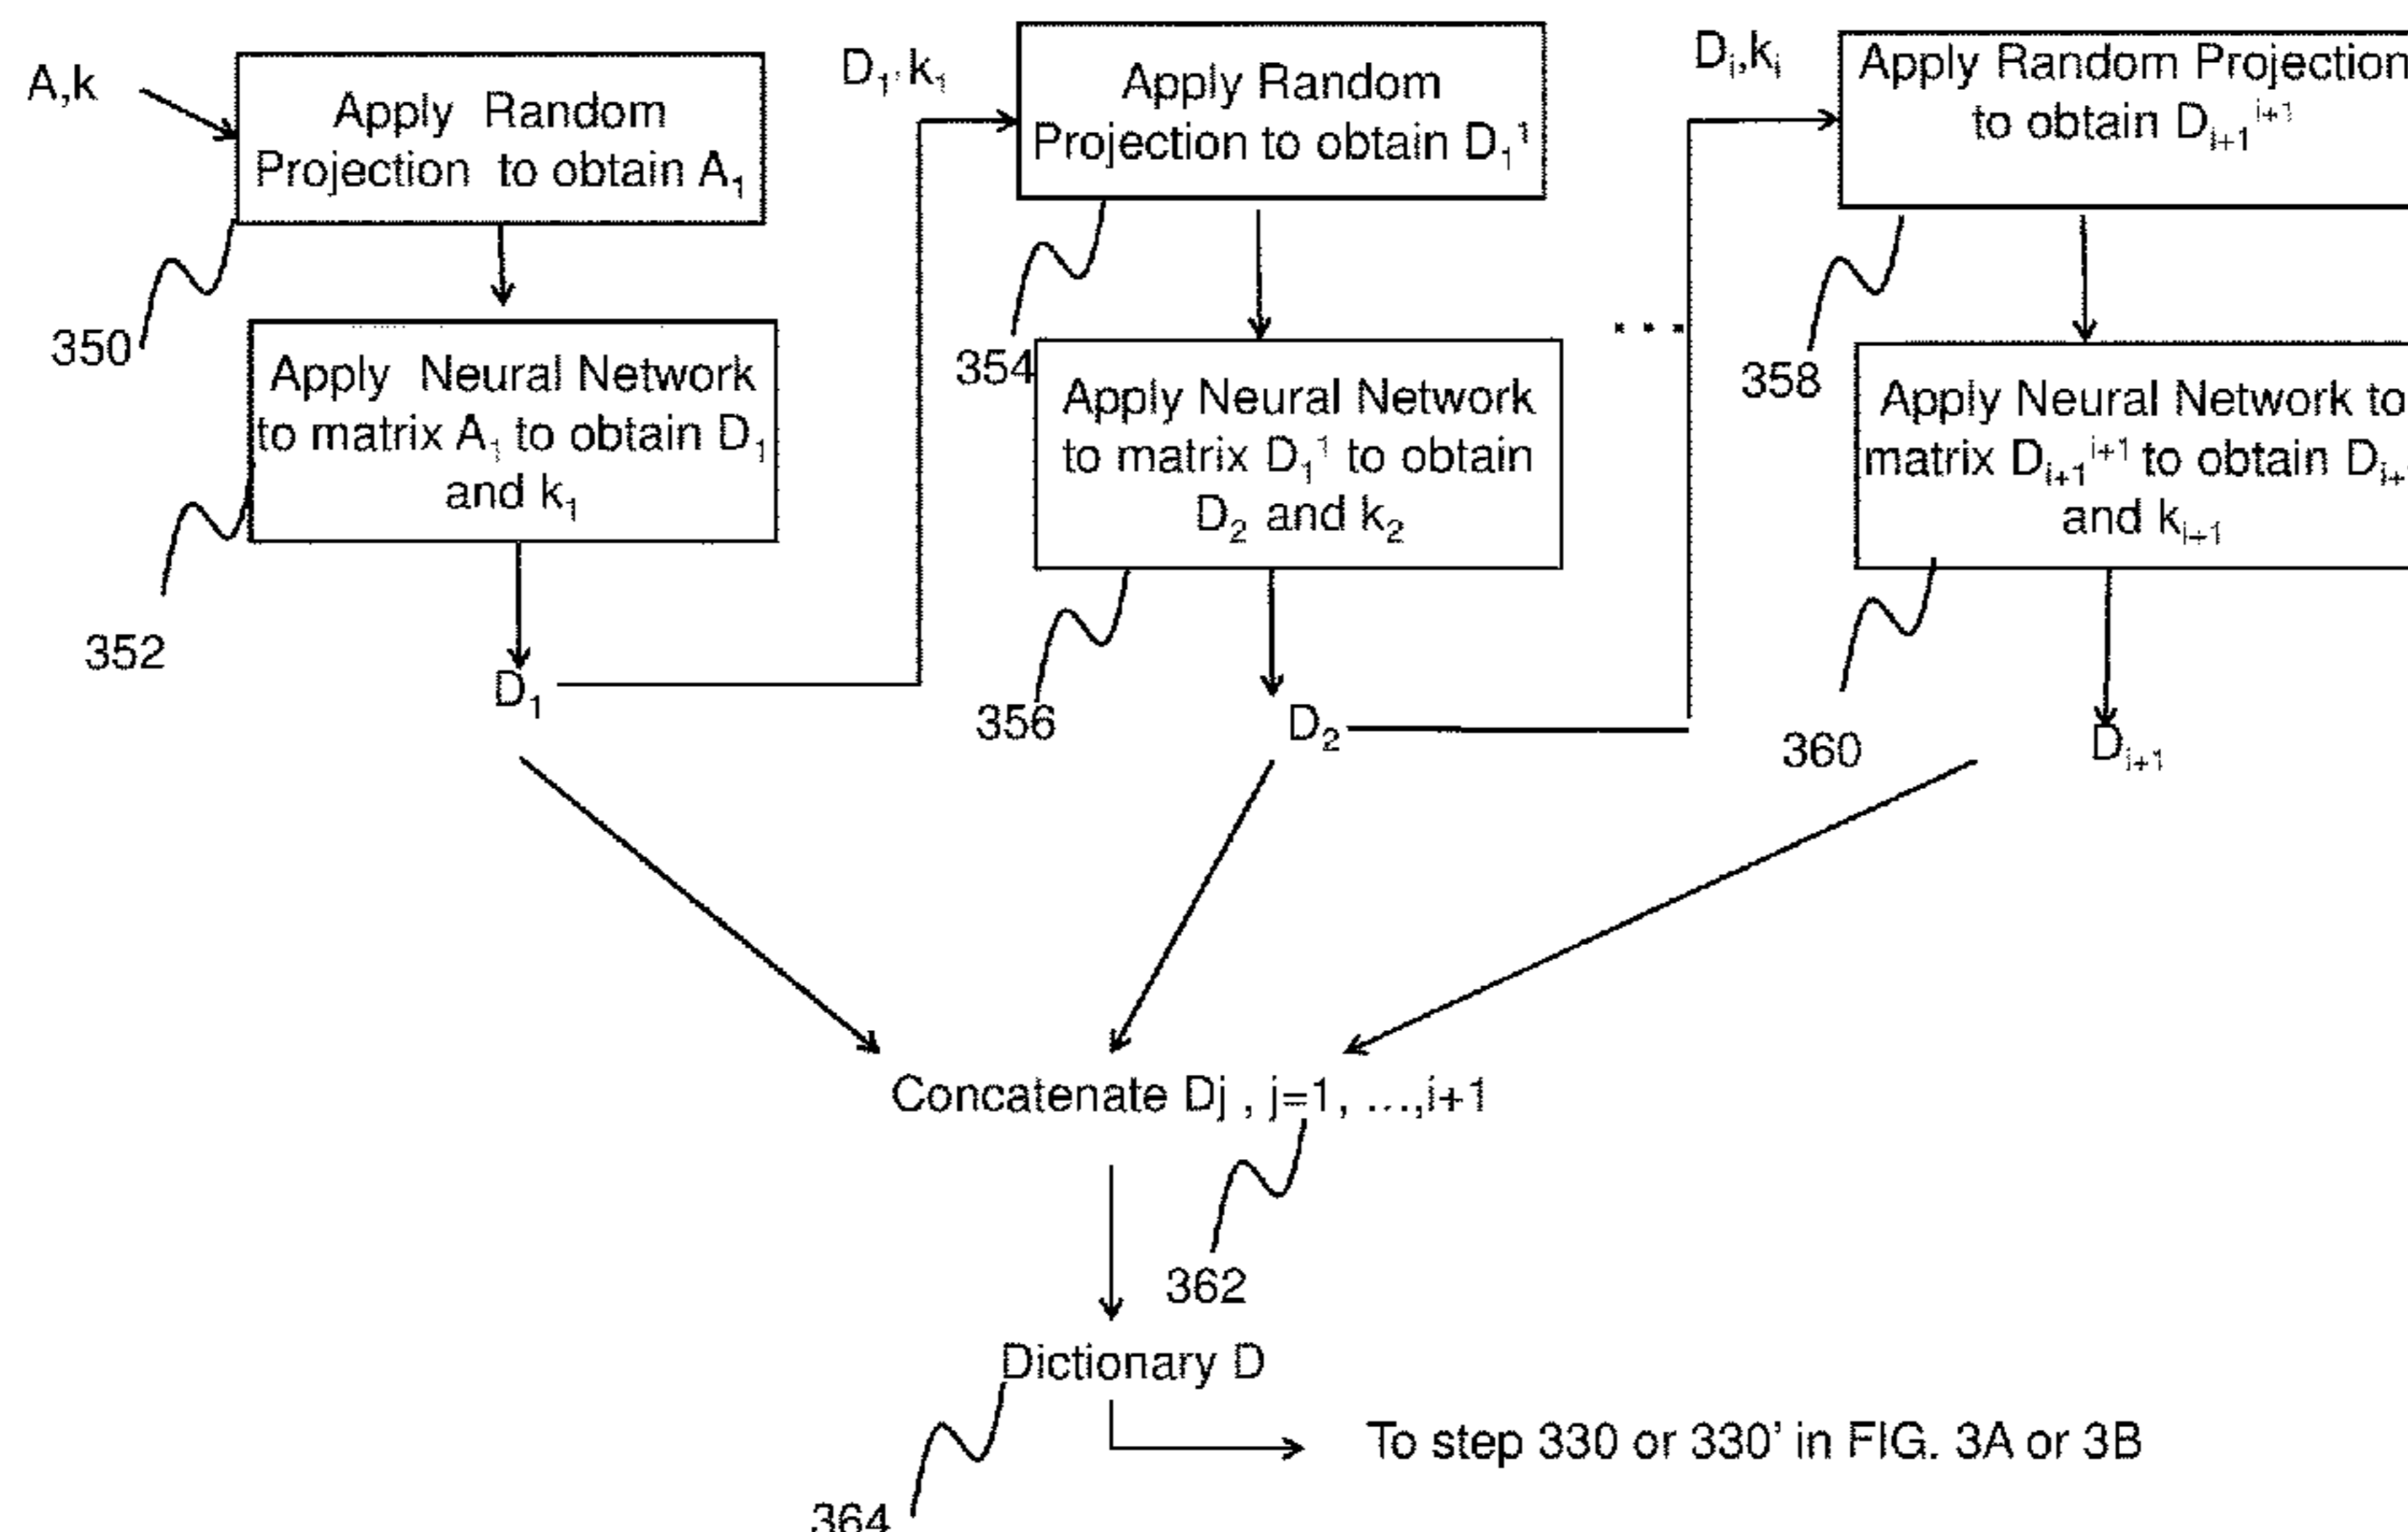 A,k
Apply Random
Projection to obtain A₁
350
Apply Neural Network
to matrix A₁ to obtain D₁
and k₁
352
D₁
D₁,k₁
Apply Random
Projection to obtain D₁¹
354
Apply Neural Network
to matrix D₁¹ to obtain
D₂ and k₂
356
D₂
...
Dᵢ,kᵢ
Apply Random Projection
to obtain Dᵢ₊₁ⁱ⁺¹
358
Apply Neural Network to
matrix Dᵢ₊₁ⁱ⁺¹ to obtain Dᵢ₊
and kᵢ₊₁
360
Dᵢ₊₁
Concatenate Dj , j=1, ...,i+1
362
Dictionary D
364
To step 330 or 330' in FIG. 3A or 3B